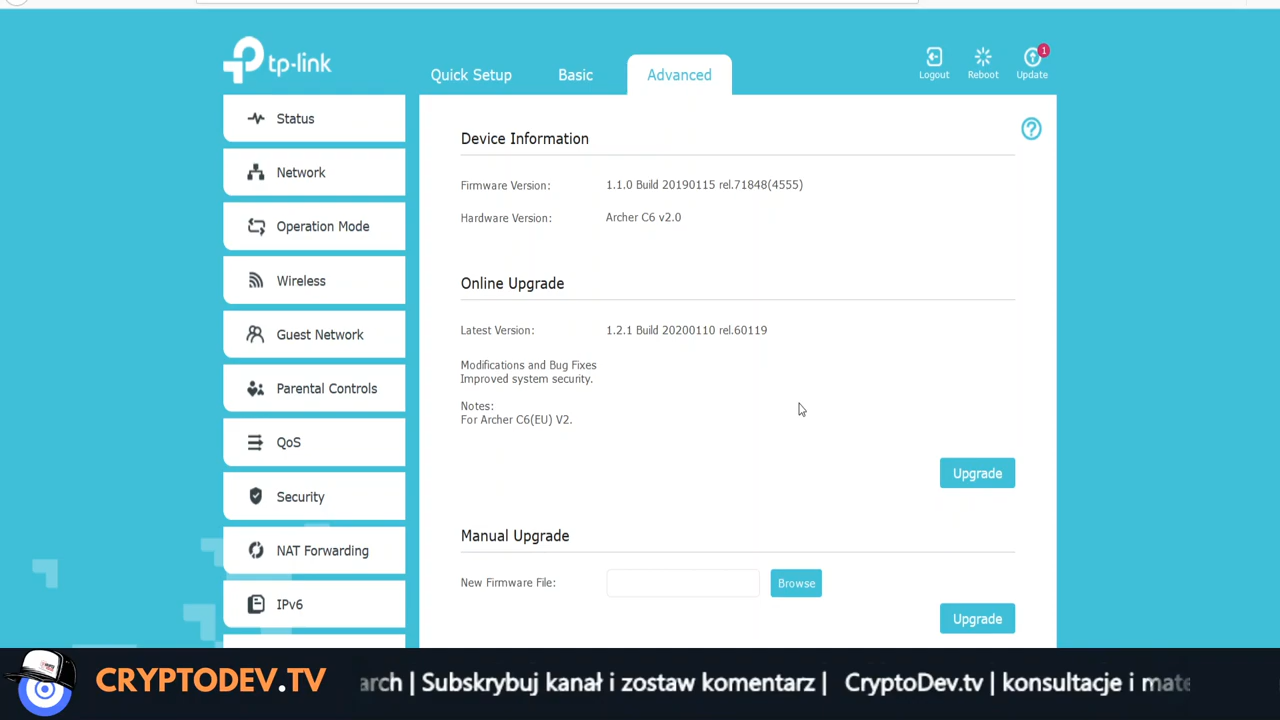 tp-link
Quick Setup
Basic
Advanced
Logout
Reboot
Update
1
Status
Network
Operation Mode
Wireless
Guest Network
Parental Controls
QoS
Security
NAT Forwarding
IPv6
Device Information
Firmware Version: 1.1.0 Build 20190115 rel.71848(4555)
Hardware Version: Archer C6 v2.0
Online Upgrade
Latest Version: 1.2.1 Build 20200110 rel.60119
Modifications and Bug Fixes
Improved system security.
Notes:
For Archer C6(EU) V2.
Upgrade
Manual Upgrade
New Firmware File:
Browse
Upgrade
CRYPTODEV.TV
arch | Subskrybuj kanał i zostaw komentarz | CryptoDev.tv | konsultacje i mate